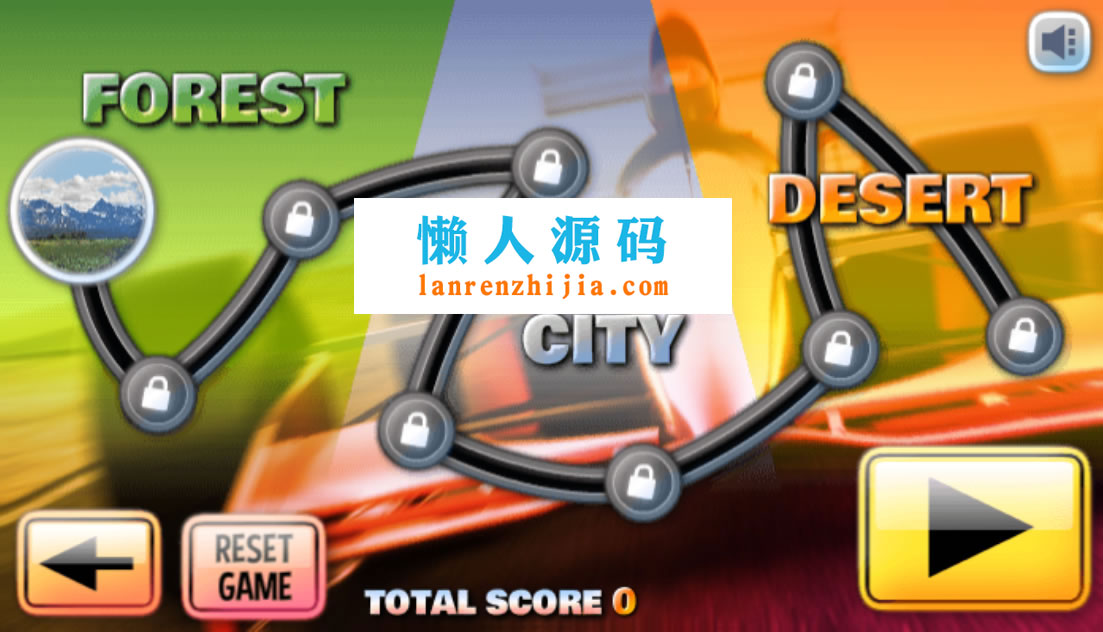 FOREST
DESERT
懒人源码
lanrenzhijia.com
CITY
RESET
GAME
TOTAL SCORE 0